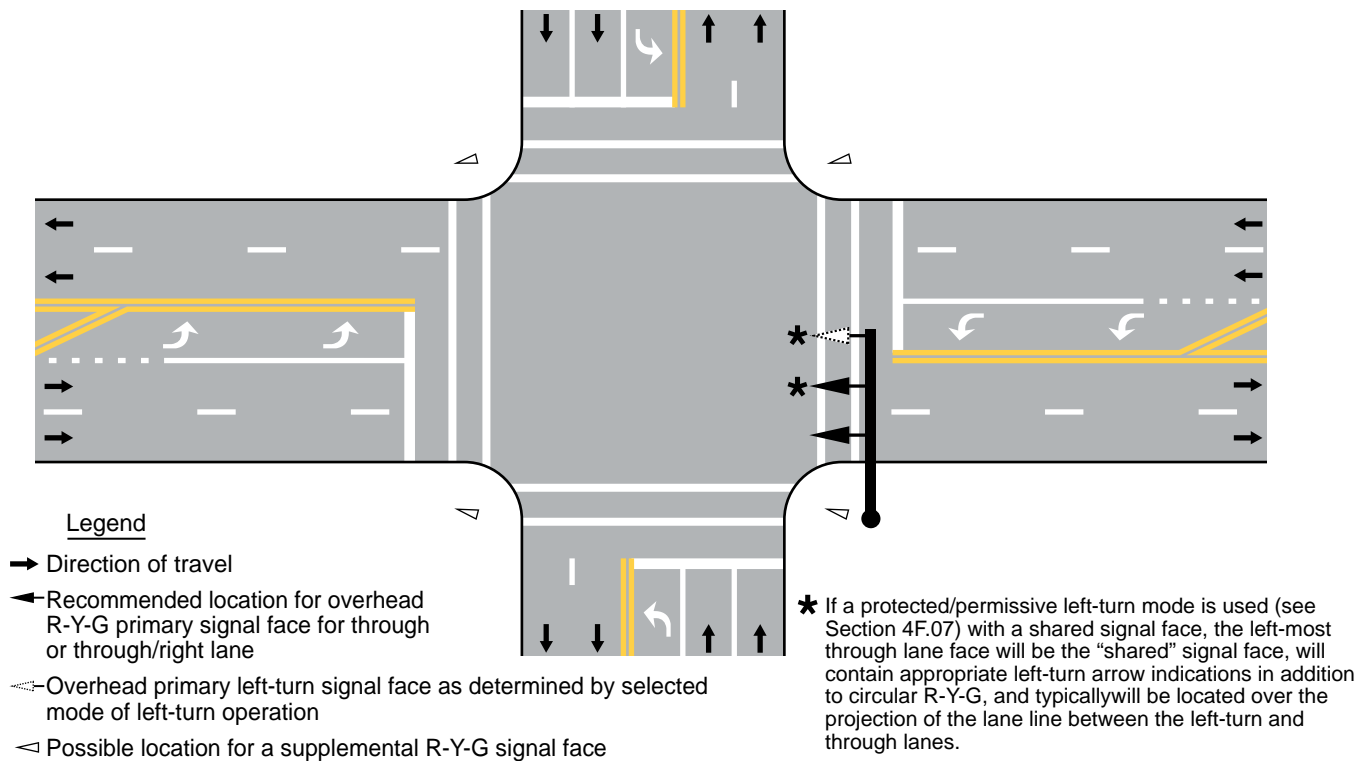 Legend
Direction of travel
Recommended location for overhead
R-Y-G primary signal face for through
or through/right lane
Overhead primary left-turn signal face as determined by selected
mode of left-turn operation
Possible location for a supplemental R-Y-G signal face
* If a protected/permissive left-turn mode is used (see
Section 4F.07) with a shared signal face, the left-most
through lane face will be the “shared” signal face, will
contain appropriate left-turn arrow indications in addition
to circular R-Y-G, and typicallywill be located over the
projection of the lane line between the left-turn and
through lanes.
*
*